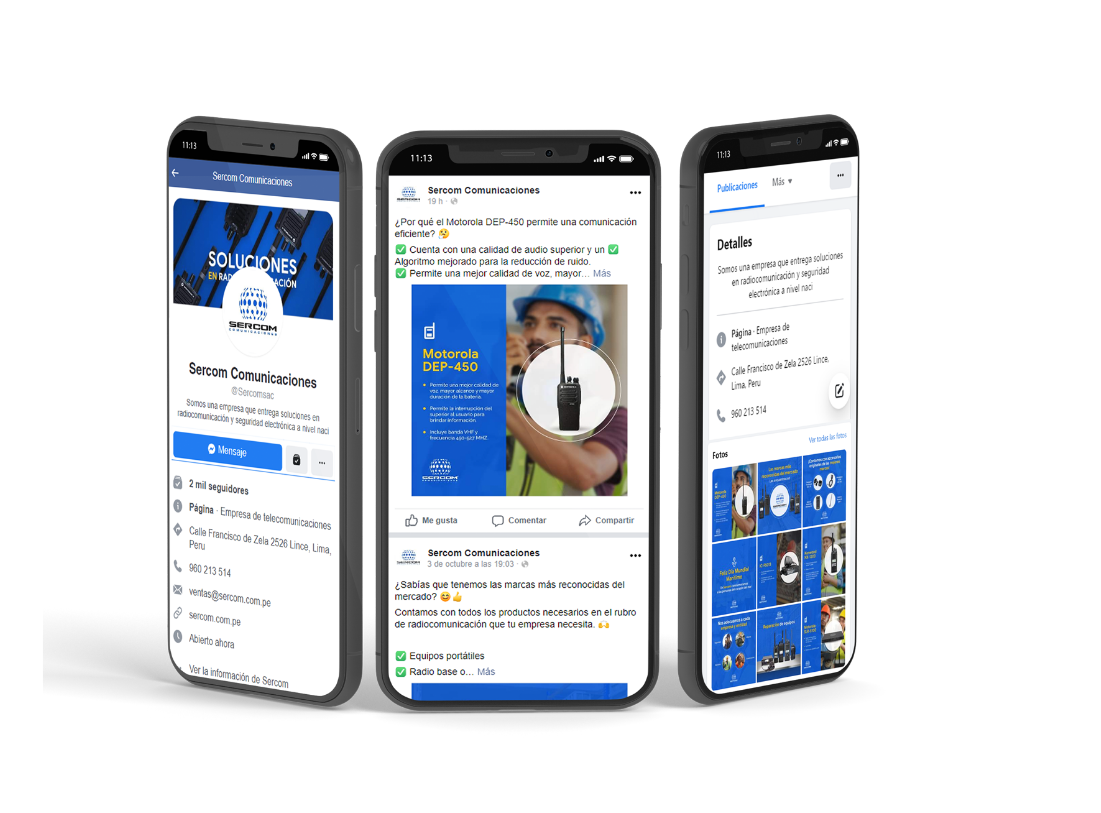 11:13
Sercom Comunicaciones
SOLUCIONES
EN RADIOCOMUNICACIÓN
SERCOM
COMUNICACIONES
Sercom Comunicaciones
@Sercomsac
Somos una empresa que entrega soluciones en
radiocomunicación y seguridad electrónica a nivel naci
Mensaje
2 mil seguidores
Página · Empresa de telecomunicaciones
Calle Francisco de Zela 2526 Lince, Lima,
Peru
960 213 514
ventas@sercom.com.pe
sercom.com.pe
Abierto ahora
Ver la información de Sercom
11:13
Sercom Comunicaciones
19 h ·
¿Por qué el Motorola DEP-450 permite una comunicación
eficiente? 🤔
✅ Cuenta con una calidad de audio superior y un ✅
Algoritmo mejorado para la reducción de ruido.
✅ Permite una mejor calidad de voz, mayor... Más
Motorola
DEP-450
Permite una mejor calidad de
voz, mayor alcance y mayor
duración de la batería.
Permite la interrupción del
superior al usuario para
brindar información.
Incluye banda VHF y
frecuencia 450-527 MHZ.
SERCOM
Me gusta
Comentar
Compartir
Sercom Comunicaciones
3 de octubre a las 19:03 ·
¿Sabías que tenemos las marcas más reconocidas del
mercado? 😊👍
Contamos con todos los productos necesarios en el rubro
de radiocomunicación que tu empresa necesita. 🙌
✅ Equipos portátiles
✅ Radio base o... Más
11:13
Publicaciones
Más ▾
Detalles
Somos una empresa que entrega soluciones
en radiocomunicación y seguridad
electrónica a nivel naci
Página · Empresa de
telecomunicaciones
Calle Francisco de Zela 2526 Lince,
Lima, Peru
960 213 514
Ver todas las fotos
Fotos
Motorola
DEP-450
Feliz Día Mundial
Marítimo
Reparación de equipos